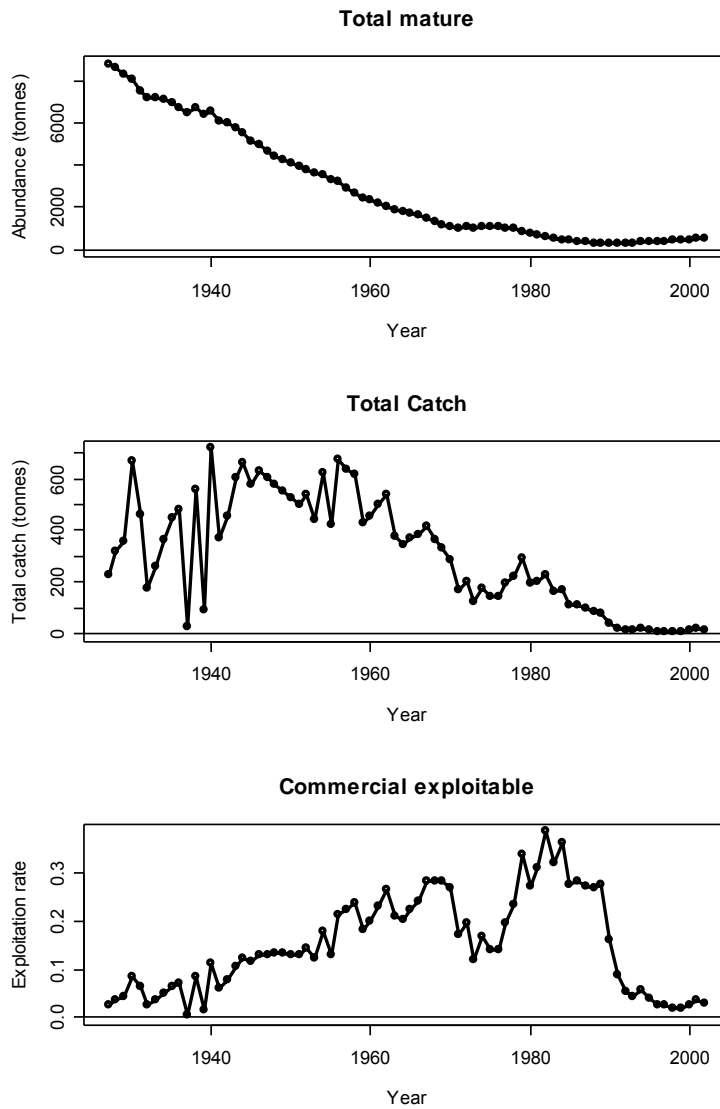 Total mature
Abundance (tonnes)
6000
2000
0
1940 1960 1980 2000
Year
Total Catch
Total catch (tonnes)
600
400
200
0
1940 1960 1980 2000
Year
Commercial exploitable
Exploitation rate
0.3
0.2
0.1
0.0
1940 1960 1980 2000
Year